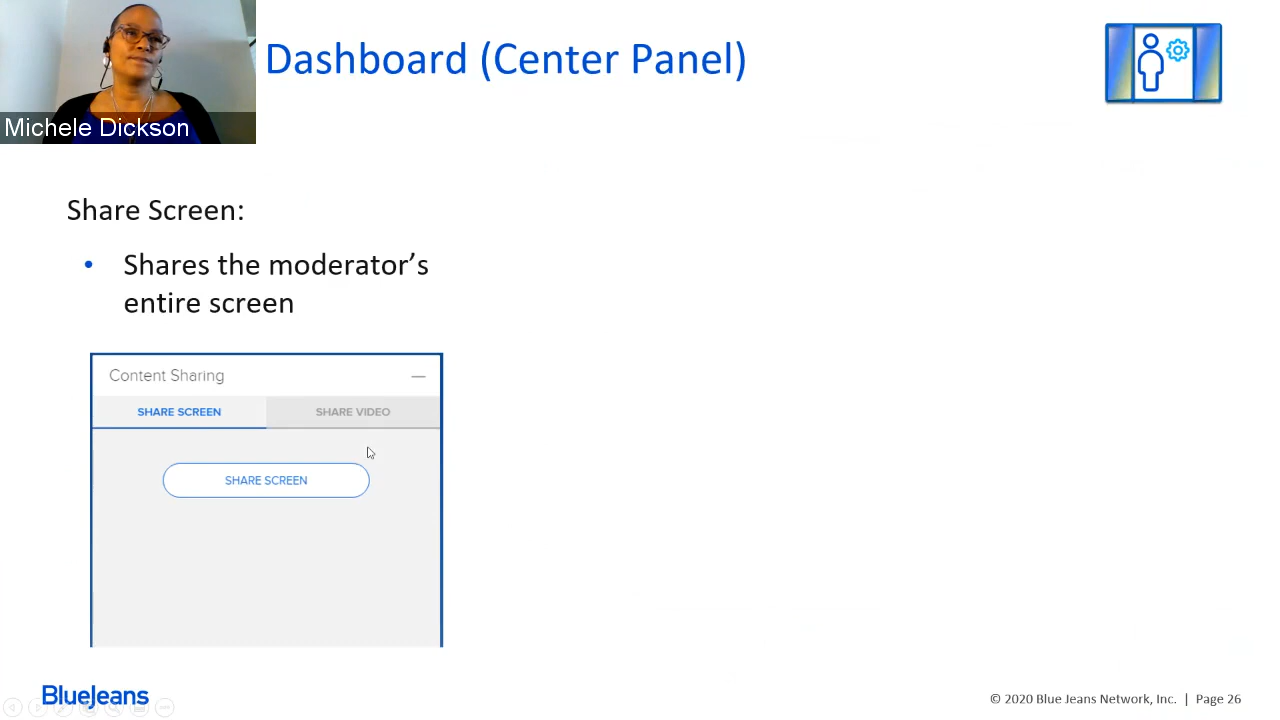 Dashboard (Center Panel)
Michele Dickson
Share Screen:
• Shares the moderator’s
entire screen
Content Sharing
SHARE SCREEN SHARE VIDEO
SHARE SCREEN
BlueJeans
© 2020 Blue Jeans Network, Inc. | Page 26